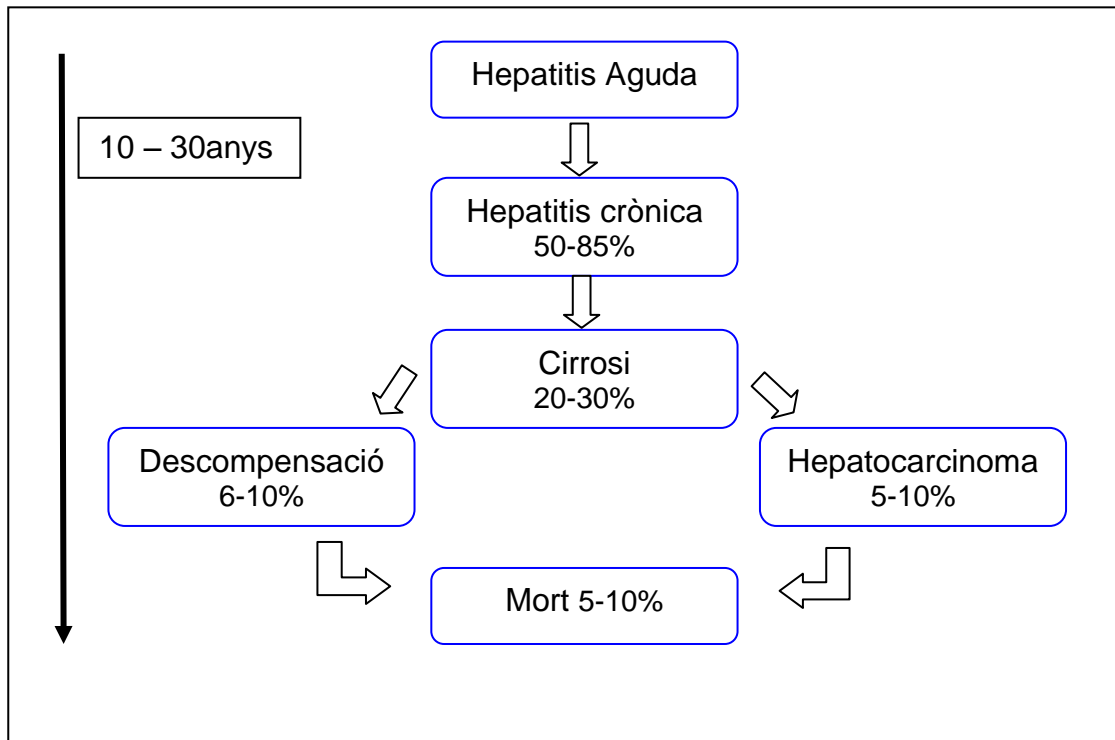 Hepatitis Aguda
10 – 30anys
Hepatitis crònica
50-85%
Cirrosi
20-30%
Descompensació
6-10%
Hepatocarcinoma
5-10%
Mort 5-10%